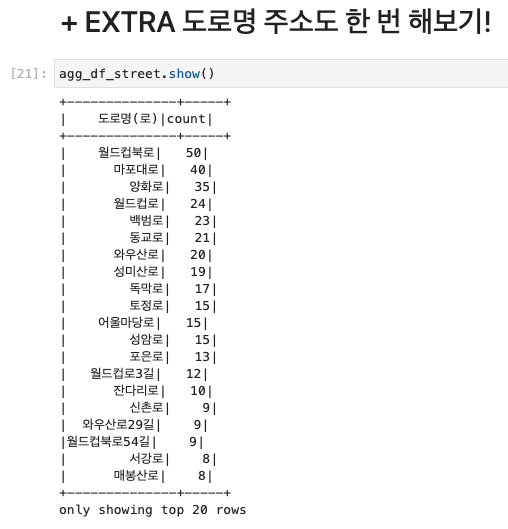 + EXTRA 도로명 주소도 한 번 해보기!
[21]: agg_df_street.show()
+--------------+-----+
|    도로명(로)|count|
+--------------+-----+
|    월드컵북로|   50|
|      마포대로|   40|
|        양화로|   35|
|      월드컵로|   24|
|        백범로|   23|
|        동교로|   21|
|      와우산로|   20|
|      성미산로|   19|
|        독막로|   17|
|        토정로|   15|
|    어울마당로|   15|
|        성암로|   15|
|        포은로|   13|
|   월드컵로3길|   12|
|      잔다리로|   10|
|        신촌로|    9|
|  와우산로29길|    9|
|월드컵북로54길|    9|
|        서강로|    8|
|      매봉산로|    8|
+--------------+-----+
only showing top 20 rows